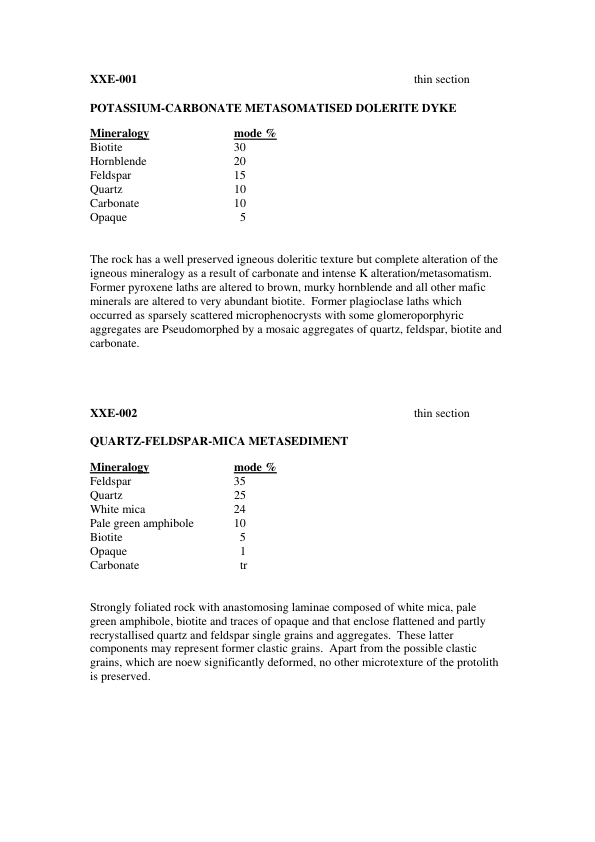 XXE-001 thin section
POTASSIUM-CARBONATE METASOMATISED DOLERITE DYKE
Mineralogy mode %
Biotite 30
Hornblende 20
Feldspar 15
Quartz 10
Carbonate 10
Opaque 5
The rock has a well preserved igneous doleritic texture but complete alteration of the
igneous mineralogy as a result of carbonate and intense K alteration/metasomatism.
Former pyroxene laths are altered to brown, murky hornblende and all other mafic
minerals are altered to very abundant biotite.  Former plagioclase laths which
occurred as sparsely scattered microphenocrysts with some glomeroporphyric
aggregates are Pseudomorphed by a mosaic aggregates of quartz, feldspar, biotite and
carbonate.
XXE-002 thin section
QUARTZ-FELDSPAR-MICA METASEDIMENT
Mineralogy mode %
Feldspar 35
Quartz 25
White mica 24
Pale green amphibole 10
Biotite 5
Opaque 1
Carbonate tr
Strongly foliated rock with anastomosing laminae composed of white mica, pale
green amphibole, biotite and traces of opaque and that enclose flattened and partly
recrystallised quartz and feldspar single grains and aggregates.  These latter
components may represent former clastic grains.  Apart from the possible clastic
grains, which are noew significantly deformed, no other microtexture of the protolith
is preserved.